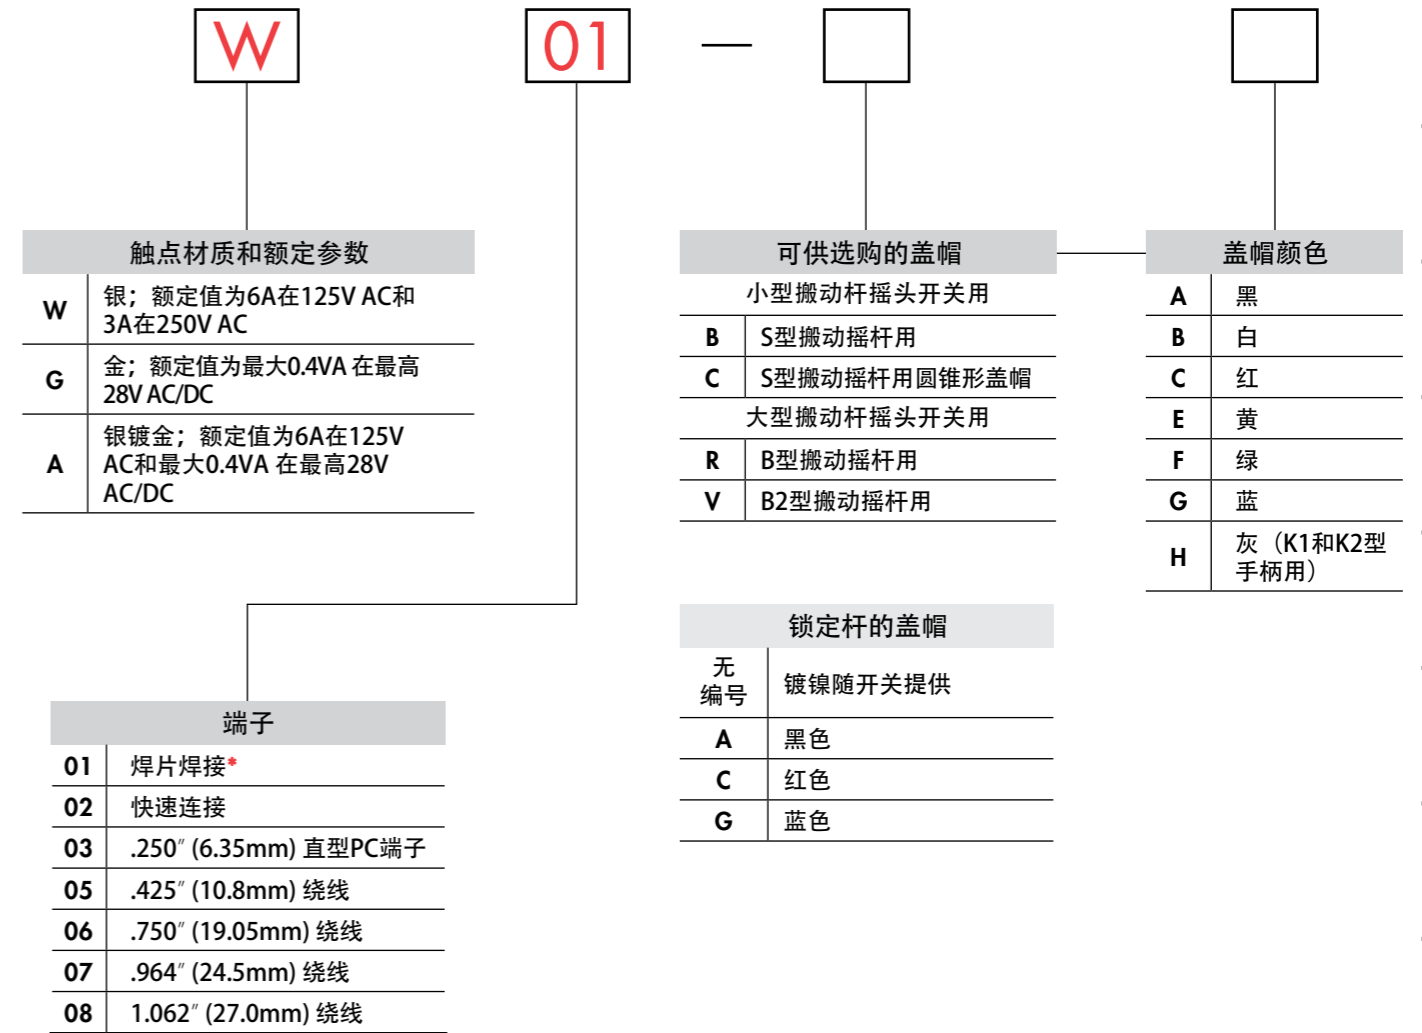 W 01 —
触点材质和额定参数
W 银；额定值为6A在125V AC和
3A在250V AC
G 金；额定值为最大0.4VA 在最高
28V AC/DC
A 银镀金；额定值为6A在125V
AC和最大0.4VA 在最高28V
AC/DC
端子
01 焊片焊接*
02 快速连接
03 .250″ (6.35mm) 直型PC端子
05 .425″ (10.8mm) 绕线
06 .750″ (19.05mm) 绕线
07 .964″ (24.5mm) 绕线
08 1.062″ (27.0mm) 绕线
可供选购的盖帽
小型搬动杆摇头开关用
B S型搬动摇杆用
C S型搬动摇杆用圆锥形盖帽
大型搬动杆摇头开关用
R B型搬动摇杆用
V B2型搬动摇杆用
锁定杆的盖帽
无
编号 镀镍随开关提供
A 黑色
C 红色
G 蓝色
盖帽颜色
A 黑
B 白
C 红
E 黄
F 绿
G 蓝
H 灰（K1和K2型
手柄用）